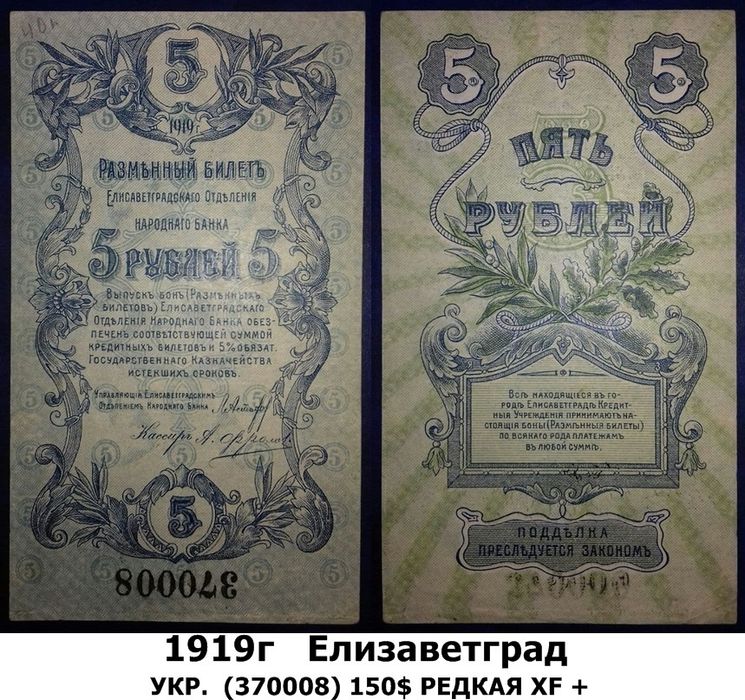 40к
5
1919 г.
РАЗМѢННЫЙ БИЛЕТЪ
ЕЛИСАВЕТГРАДСКАГО ОТДѢЛЕНІЯ
НАРОДНАГО БАНКА
5 РУБЛЕЙ 5
ВЫПУСКЪ БОНЪ (РАЗМѢННЫХЪ
БИЛЕТОВЪ) ЕЛИСАВЕТГРАДСКАГО
ОТДѢЛЕНІЯ НАРОДНАГО БАНКА ОБЕЗ-
ПЕЧЕНЪ СООТВѢТСТВУЮЩЕЙ СУММОЙ
КРЕДИТНЫХЪ БИЛЕТОВЪ И 5% ОБЯЗАТ.
ГОСУДАРСТВЕННАГО КАЗНАЧЕЙСТВА
ИСТЕКШИХЪ СРОКОВЪ.
УПРАВЛЯЮЩІЙ ЕЛИСАВЕТГРАДСКИМЪ
ОТДѢЛЕНІЕМЪ НАРОДНАГО БАНКА
Кассиръ
5
370008
5 5
ПЯТЬ
РУБЛЕЙ
ВСѢ НАХОДЯЩІЕСЯ ВЪ ГО-
РОДѢ ЕЛИСАВЕТГРАДѢ КРЕДИТ-
НЫЯ УЧРЕЖДЕНІЯ ПРИНИМАЮТЪ НА-
СТОЯЩІЯ БОНЫ (РАЗМѢННЫЕ БИЛЕТЫ)
ПО ВСЯКАГО РОДА ПЛАТЕЖАМЪ
ВЪ ЛЮБОЙ СУММѢ.
ПОДДѢЛКА
ПРЕСЛѢДУЕТСЯ ЗАКОНОМЪ
1919г Елизаветград
УКР. (370008) 150$ РЕДКАЯ XF +